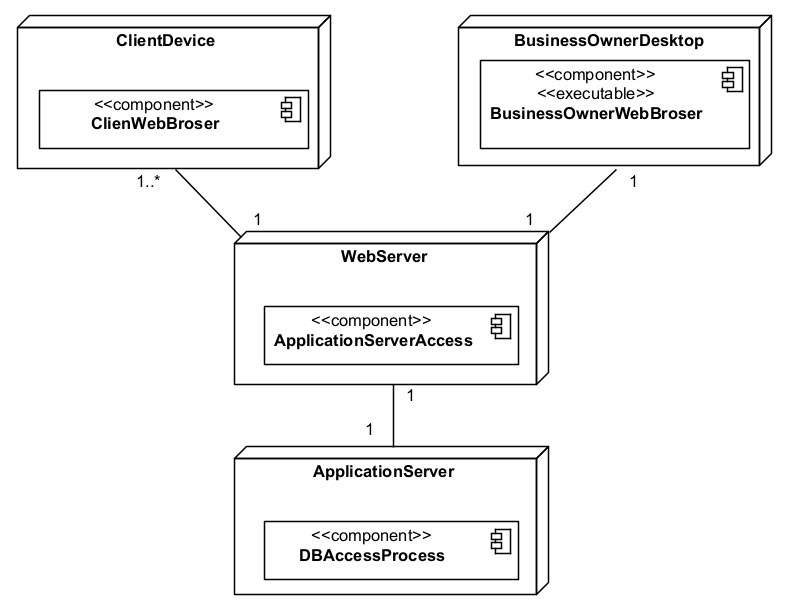 ClientDevice
<<component>>
ClienWebBroser
BusinessOwnerDesktop
<<component>>
<<executable>>
BusinessOwnerWebBroser
1..*
1
1
1
WebServer
<<component>>
ApplicationServerAccess
1
1
ApplicationServer
<<component>>
DBAccessProcess